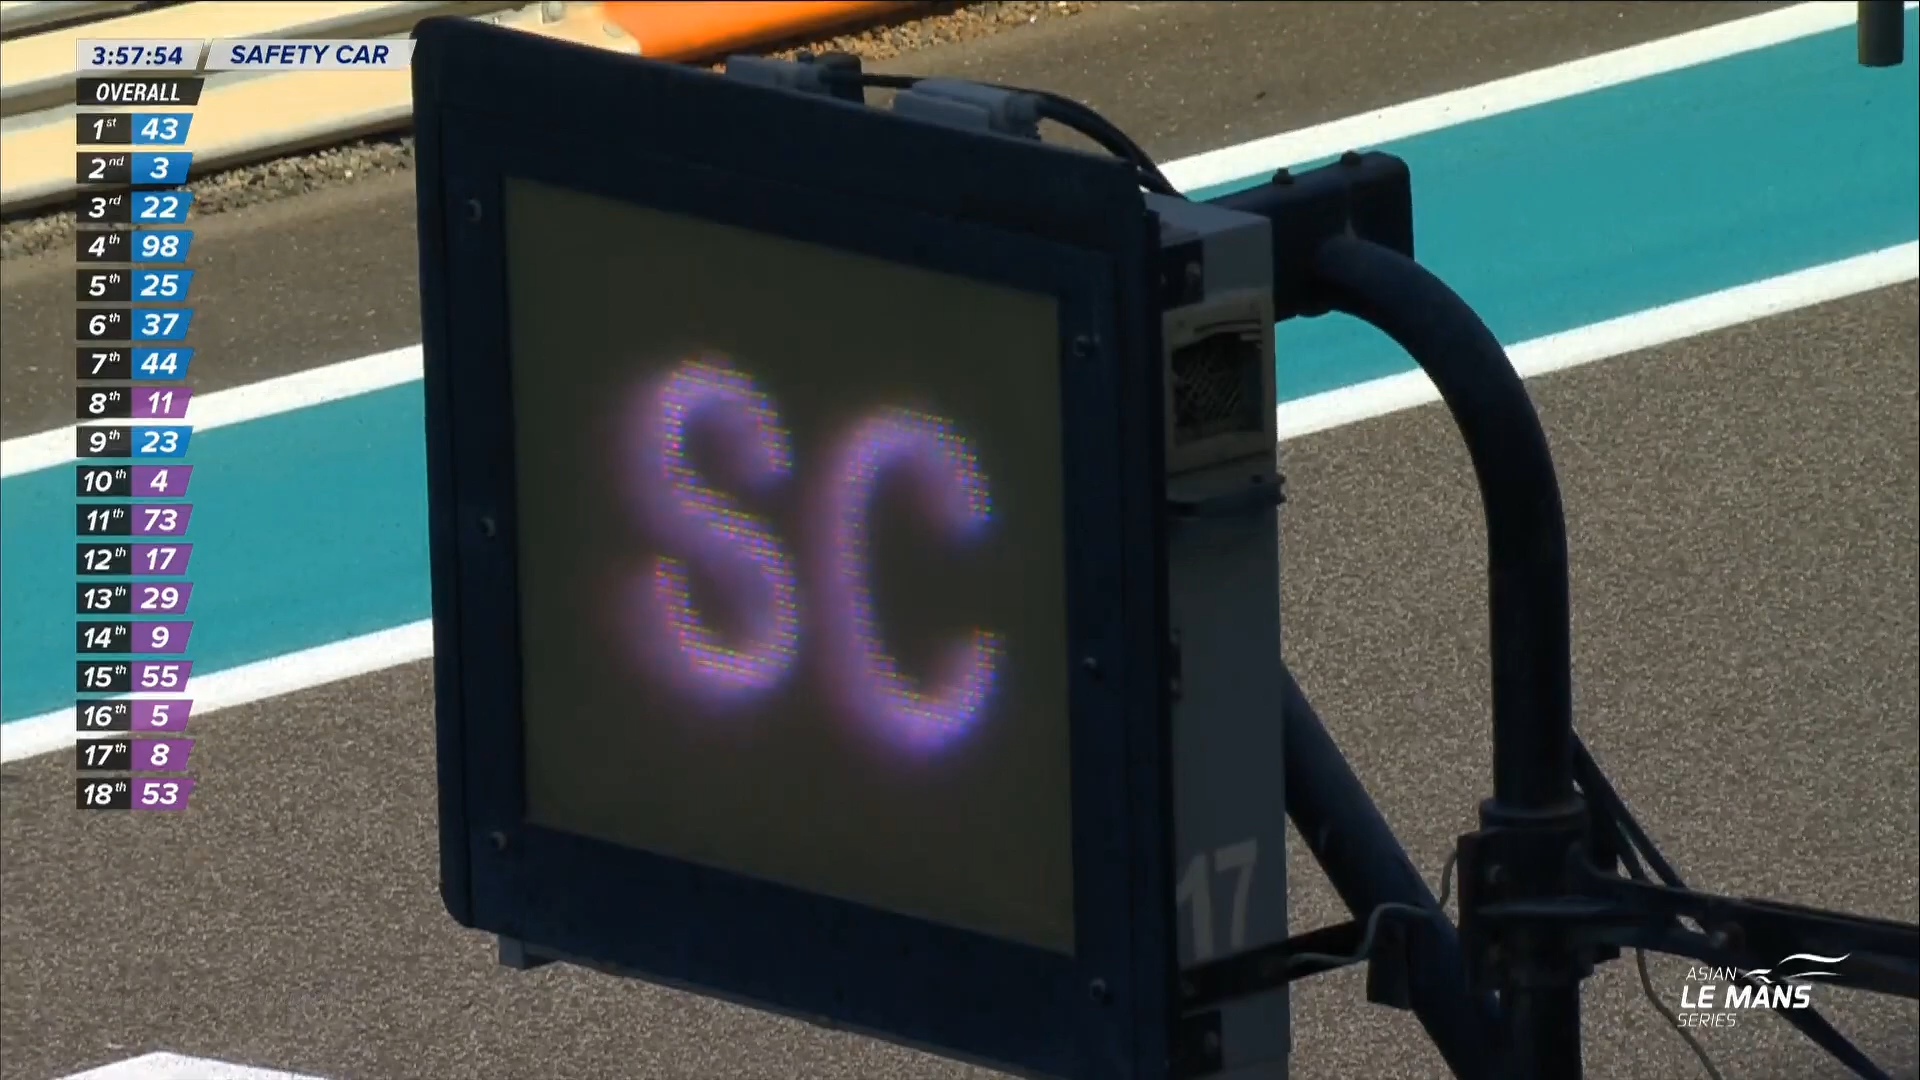 3:57:54 SAFETY CAR
OVERALL
1st 43
2nd 3
3rd 22
4th 98
5th 25
6th 37
7th 44
8th 11
9th 23
10th 4
11th 73
12th 17
13th 29
14th 9
15th 55
16th 5
17th 8
18th 53
SC
17
ASIAN
LE MANS
SERIES